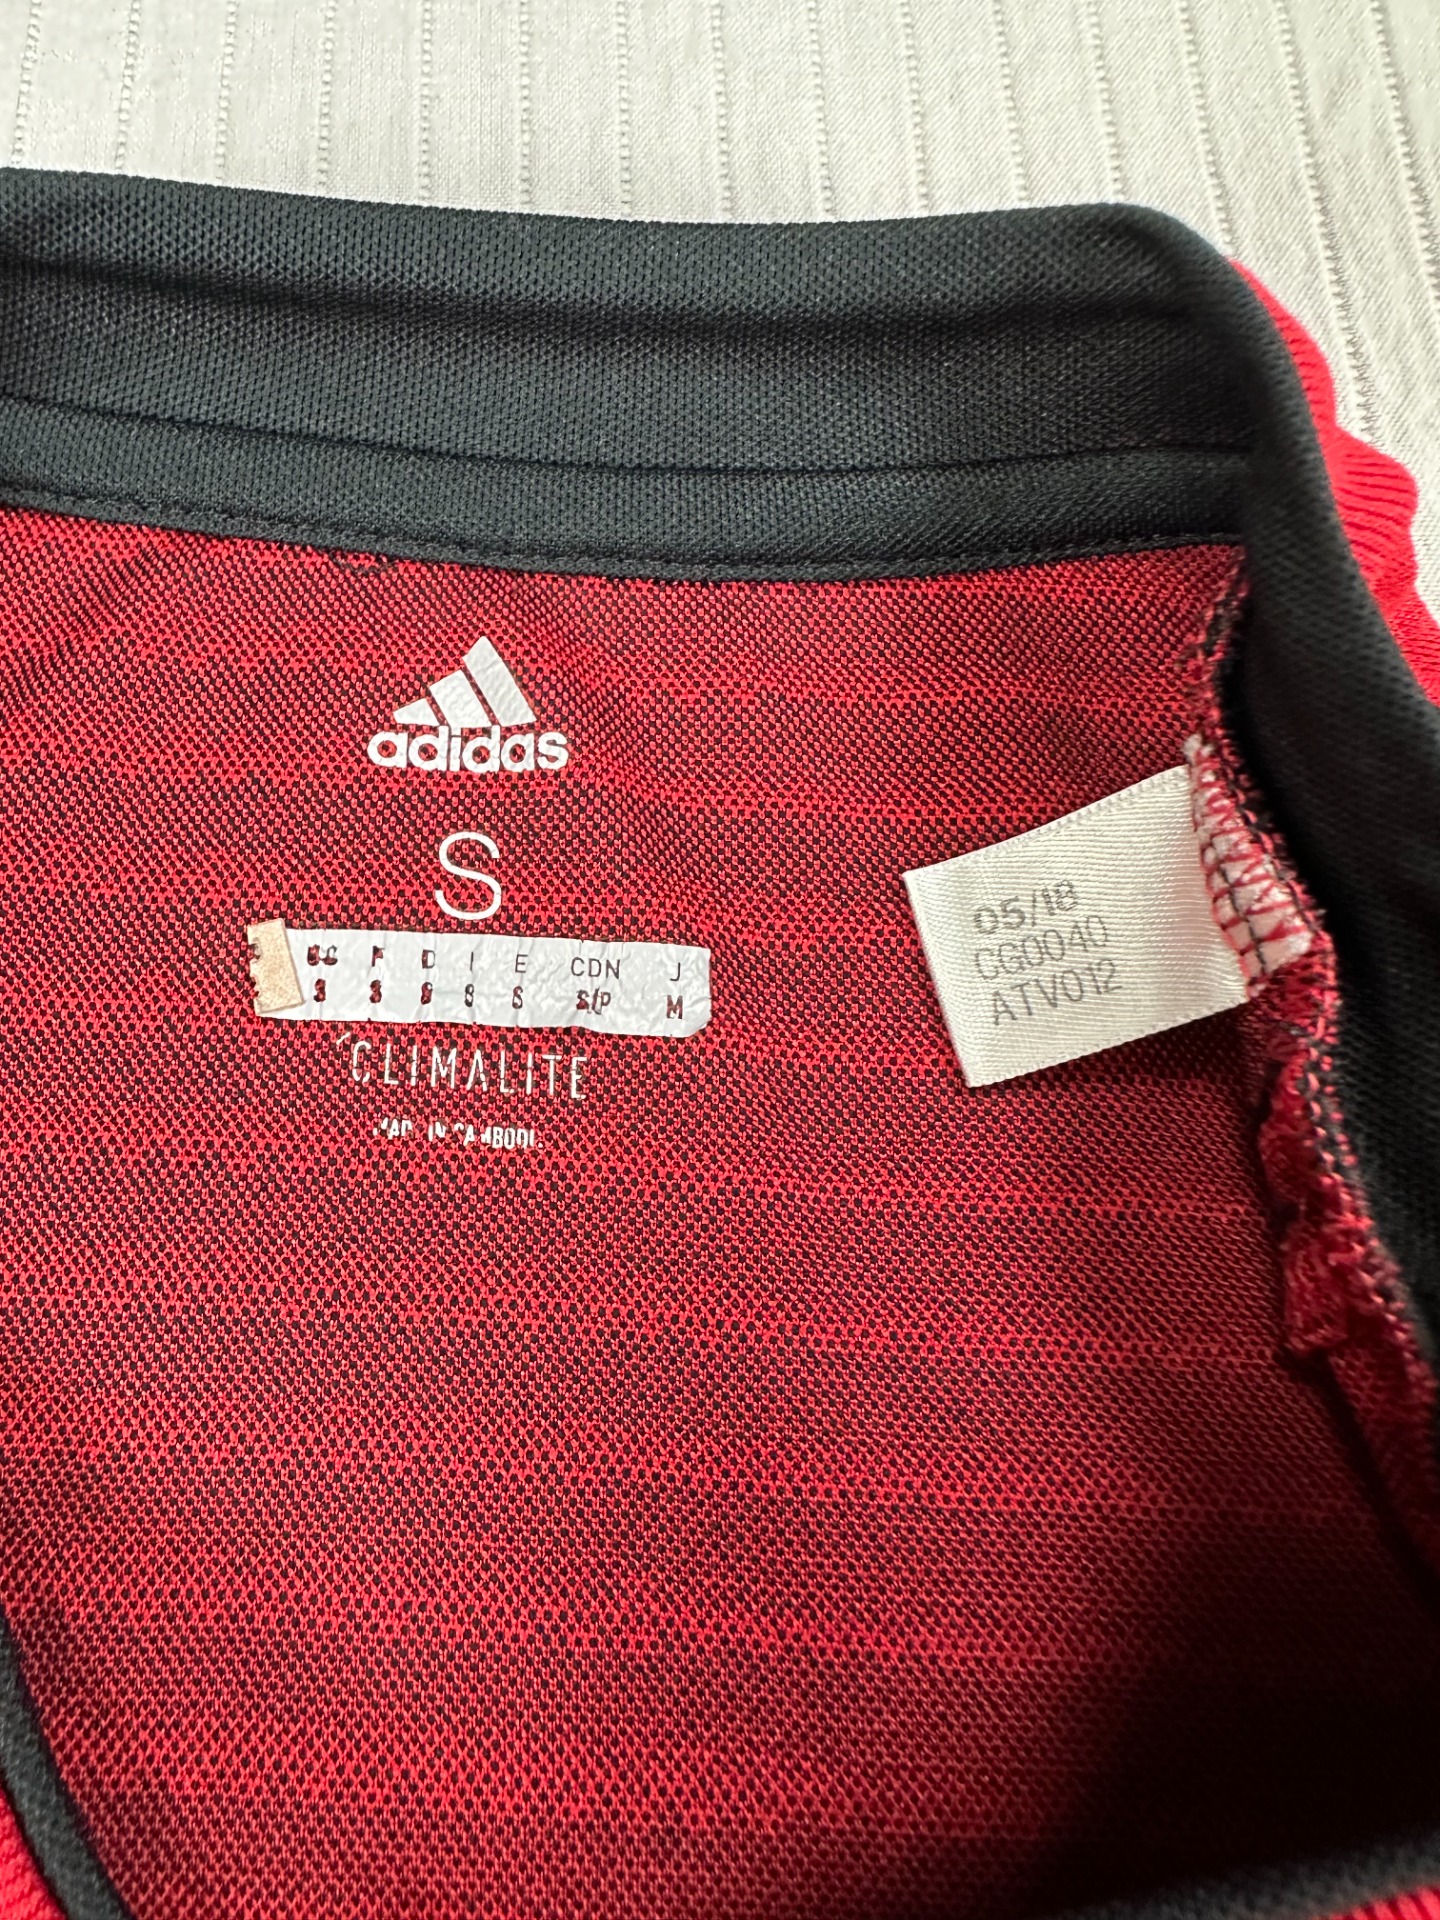 adidas
S
F D I E CDN J
S S S S S S/P M
CLIMALITE
05/18
CG0040
ATV012